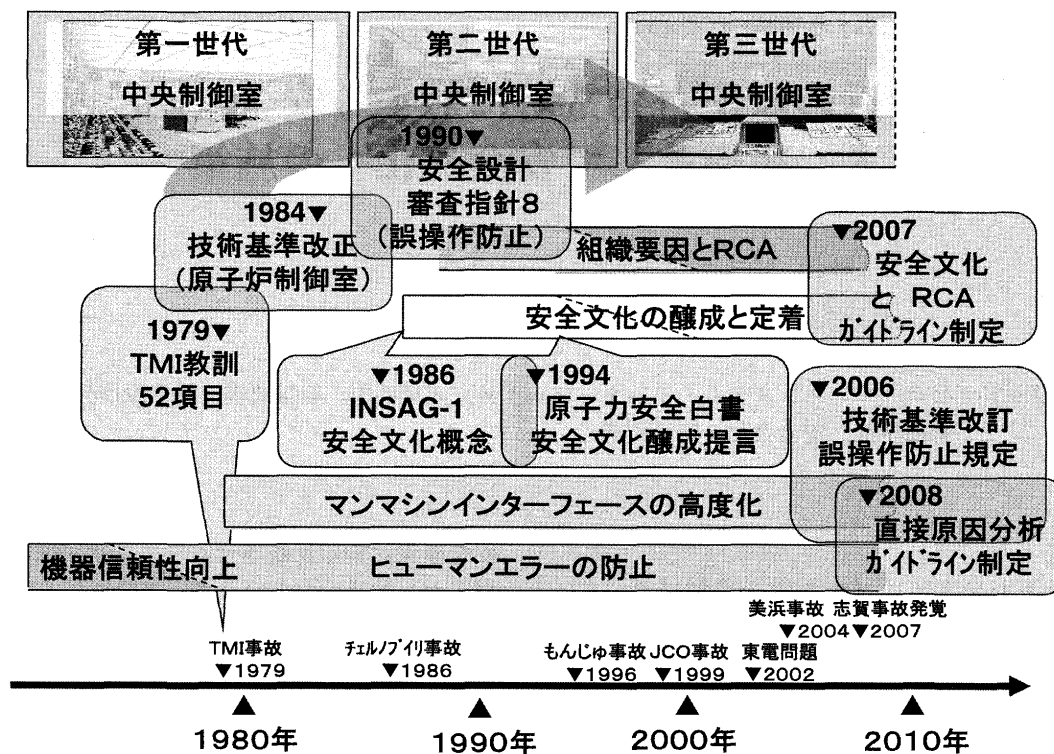 第一世代
中央制御室
第二世代
中央制御室
第三世代
中央制御室
1990▼
安全設計
審査指針8
(誤操作防止)
1984▼
技術基準改正
(原子炉制御室)
組織要因とRCA
▼2007
安全文化
と RCA
ガイドライン制定
安全文化の醸成と定着
1979▼
TMI教訓
52項目
▼1986
INSAG-1
安全文化概念
▼1994
原子力安全白書
安全文化醸成提言
▼2006
技術基準改訂
誤操作防止規定
マンマシンインターフェースの高度化
▼2008
直接原因分析
ガイドライン制定
機器信頼性向上
ヒューマンエラーの防止
美浜事故 志賀事故発覚
▼2004▼2007
TMI事故
▼1979
チェルノブイリ事故
▼1986
もんじゅ事故
▼1996
JCO事故
▼1999
東電問題
▼2002
▲
1980年
▲
1990年
▲
2000年
▲
2010年